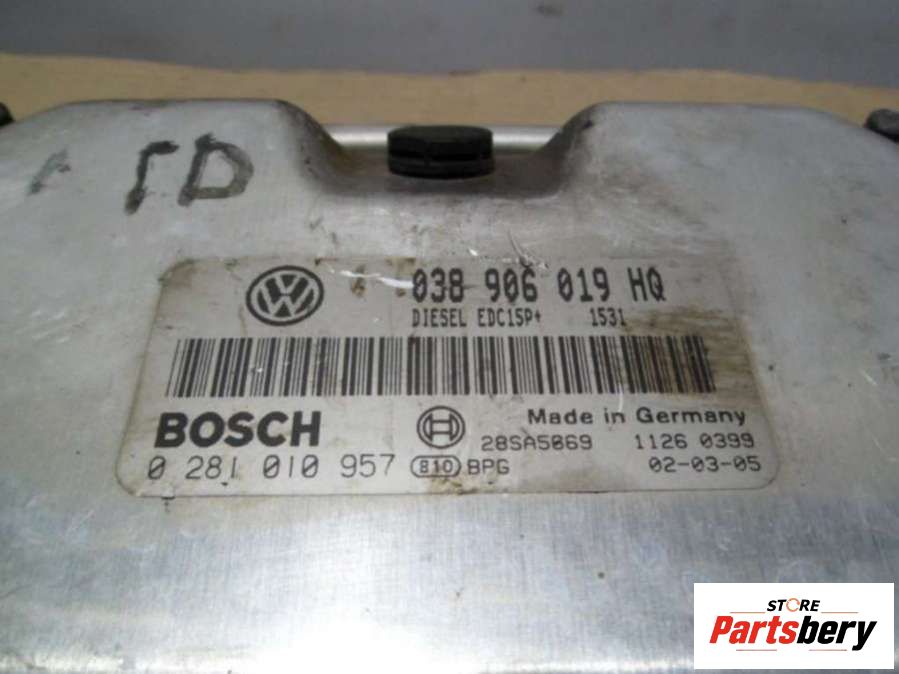 TD
038 906 019 HQ
DIESEL EDC15P+ 1531
BOSCH
Made in Germany
28SA5069 1126 0399
0 281 010 957 810 BPG 02-03-05
STORE
Partsbery